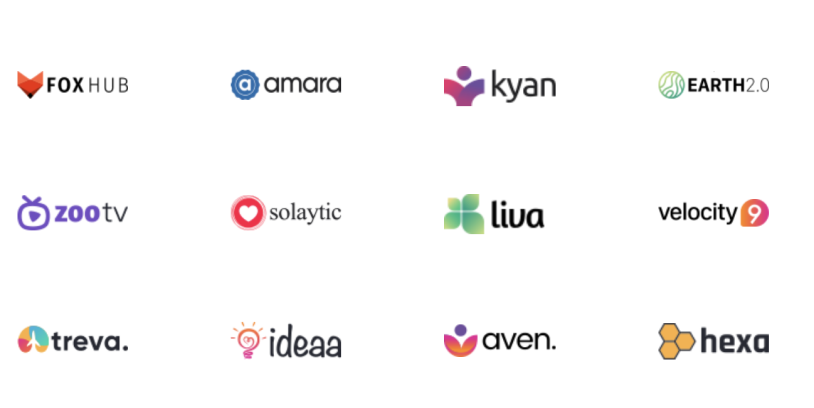 FOXHUB
a amara
kyan
EARTH2.0
zootv
solaytic
liva
velocity 9
treva.
ideaa
aven.
hexa